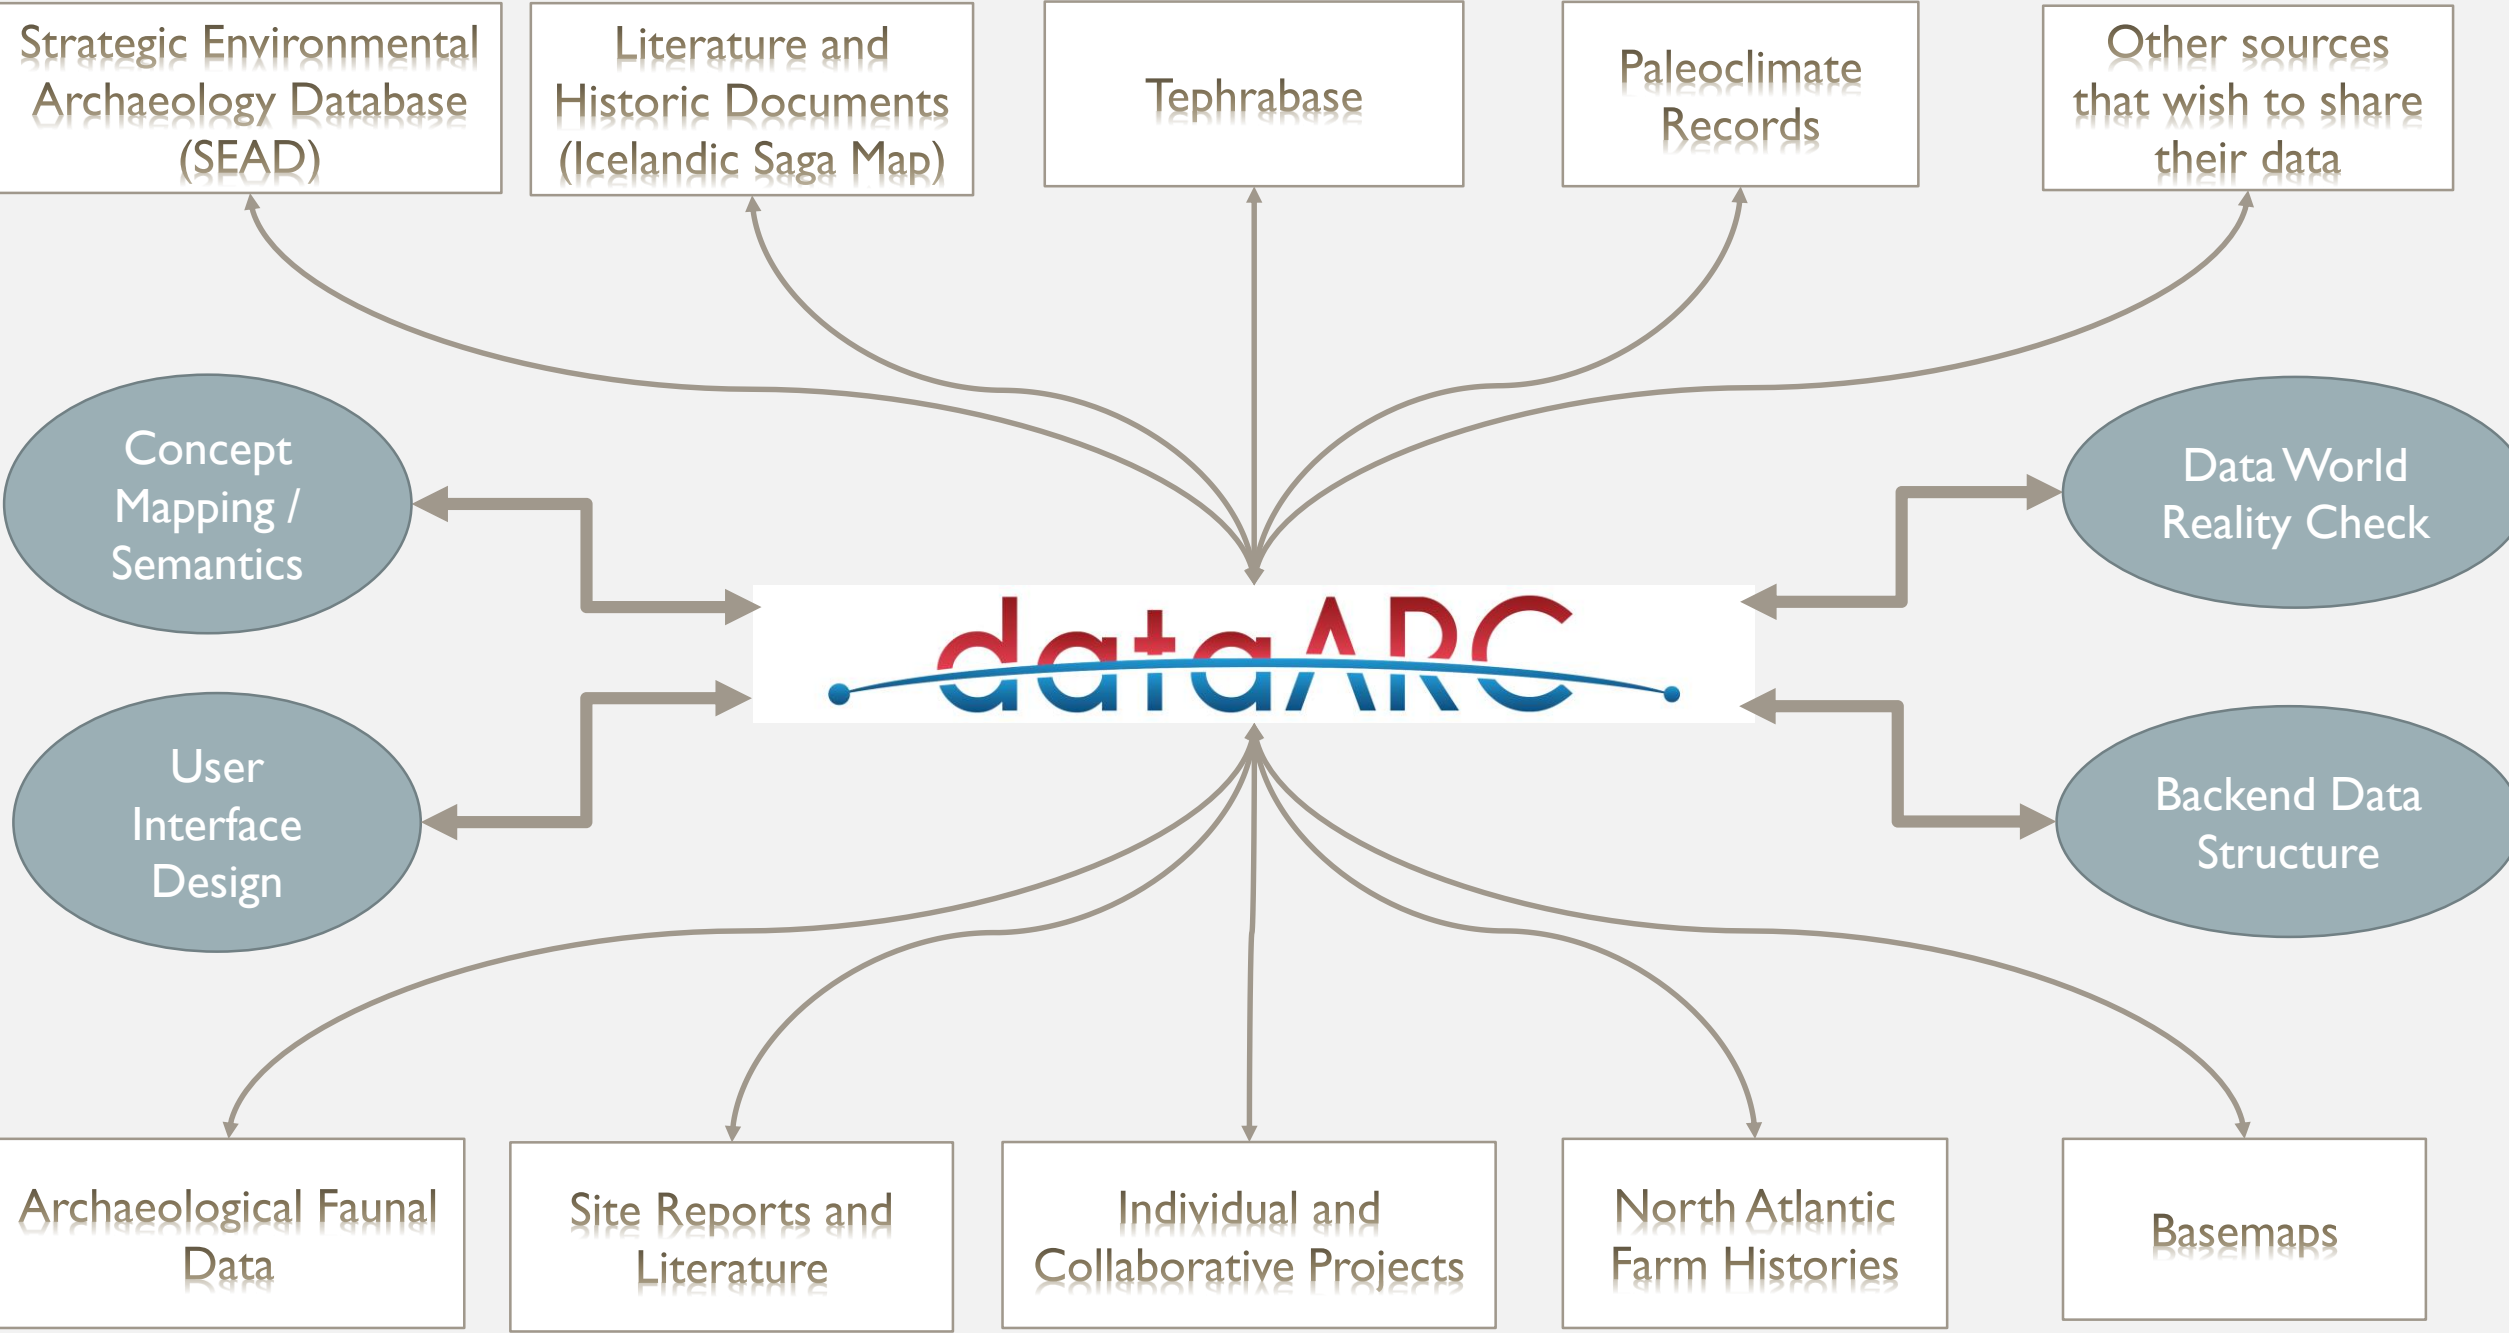 Strategic Environmental
Archaeology Database
(SEAD)
Literature and
Historic Documents
(Icelandic Saga Map)
Tephrabase
Paleoclimate
Records
Other sources
that wish to share
their data
Concept
Mapping /
Semantics
Data World
Reality Check
dataARC
User
Interface
Design
Backend Data
Structure
Archaeological Faunal
Data
Site Reports and
Literature
Individual and
Collaborative Projects
North Atlantic
Farm Histories
Basemaps